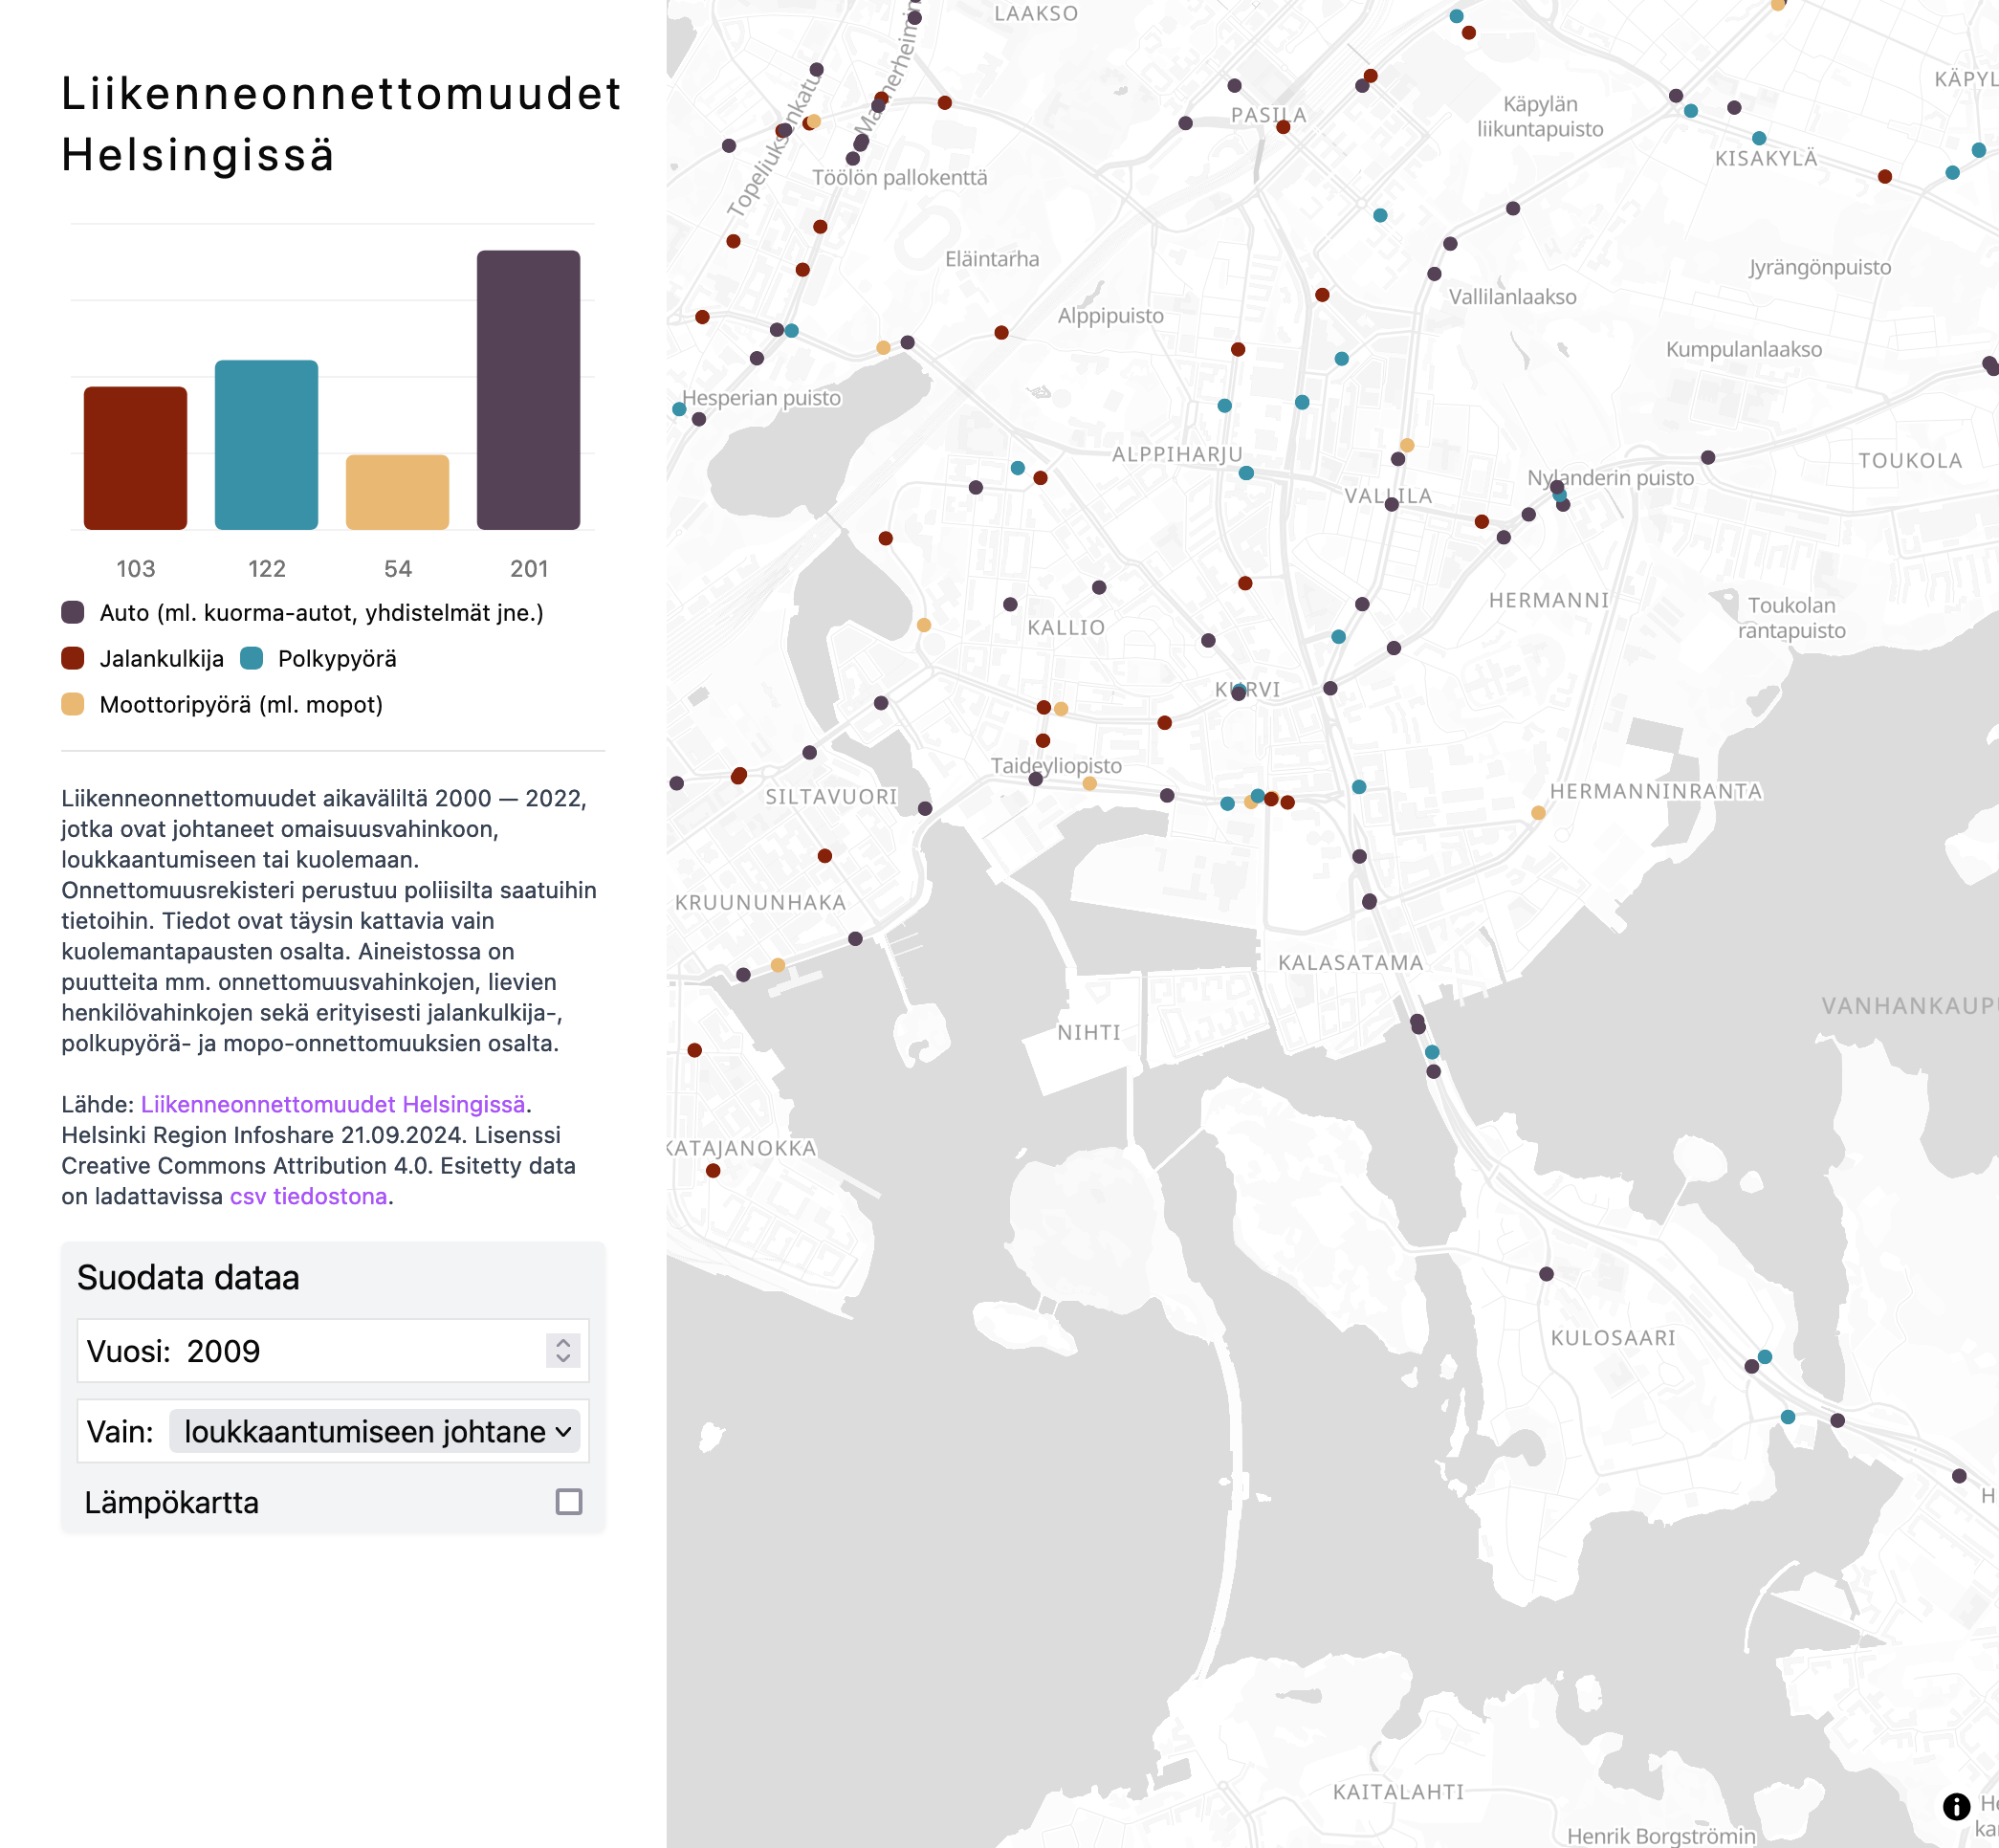 Liikenneonnettomuudet
Helsingissä
103 122 54 201
Auto (ml. kuorma-autot, yhdistelmät jne.)
Jalankulkija Polkypyörä
Moottoripyörä (ml. mopot)
Liikenneonnettomuudet aikaväliltä 2000 — 2022,
jotka ovat johtaneet omaisuusvahinkoon,
loukkaantumiseen tai kuolemaan.
Onnettomuusrekisteri perustuu poliisilta saatuihin
tietoihin. Tiedot ovat täysin kattavia vain
kuolemantapausten osalta. Aineistossa on
puutteita mm. onnettomuusvahinkojen, lievien
henkilövahinkojen sekä erityisesti jalankulkija-,
polkupyörä- ja mopo-onnettomuuksien osalta.
Lähde: Liikenneonnettomuudet Helsingissä.
Helsinki Region Infoshare 21.09.2024. Lisenssi
Creative Commons Attribution 4.0. Esitetty data
on ladattavissa csv tiedostona.
Suodata dataa
Vuosi: 2009
Vain: loukkaantumiseen johtane
Lämpökartta
LAAKSO
Mannerheimin
Topeliuksenkatu
Töölön pallokenttä
PASILA
Käpylän
liikuntapuisto
KÄPYL
KISAKYLÄ
Eläintarha
Jyrängönpuisto
Alppipuisto
Vallilanlaakso
Kumpulanlaakso
Hesperian puisto
ALPPIHARJU
TOUKOLA
Nylanderin puisto
VALLILA
HERMANNI
Toukolan
rantapuisto
KALLIO
KURVI
Taideyliopisto
SILTAVUORI
HERMANNINRANTA
KRUUNUNHAKA
KALASATAMA
VANHANKAUPU
NIHTI
KATAJANOKKA
KULOSAARI
H
KAITALAHTI
He
kar
Henrik Borgströmin